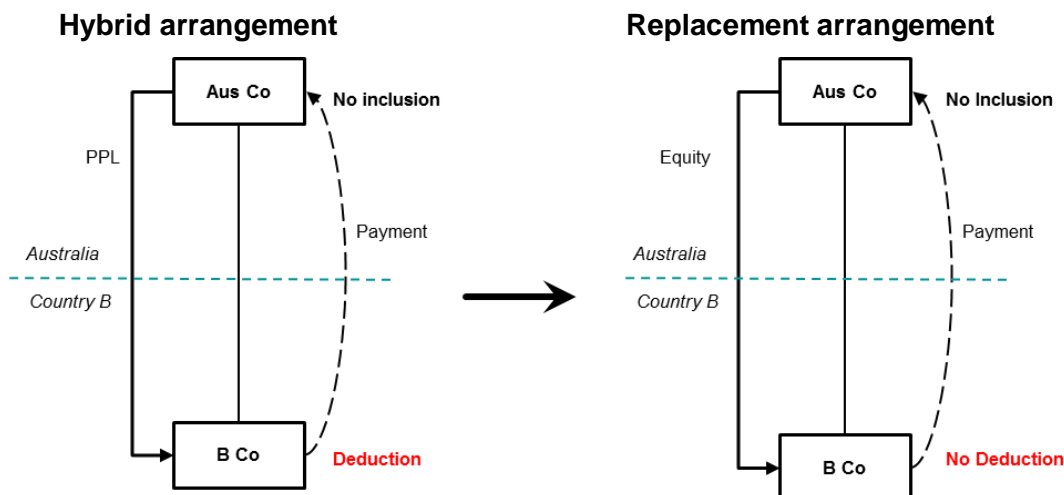 Hybrid arrangement
Aus Co
No inclusion
PPL
Payment
Australia
Country B
B Co
Deduction
Replacement arrangement
Aus Co
No Inclusion
Equity
Payment
Australia
Country B
B Co
No Deduction